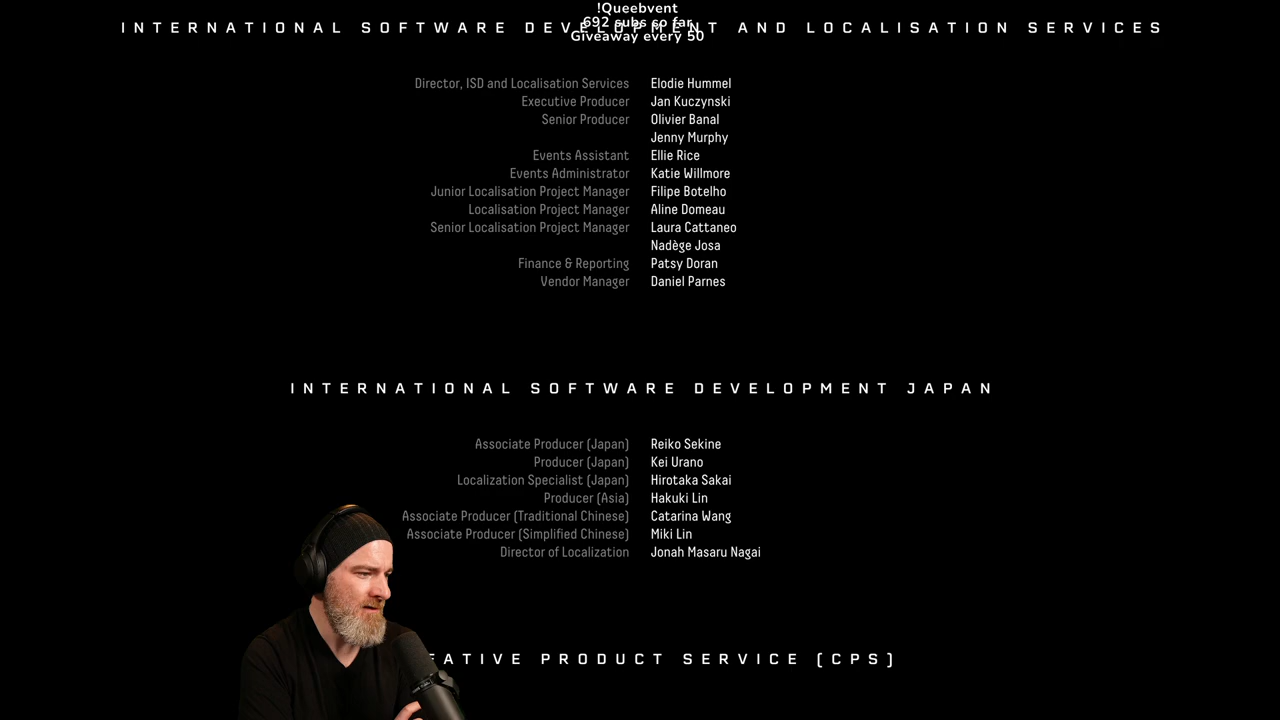 !Queebvent
692 subs so far
Giveaway every 50
INTERNATIONAL SOFTWARE DEVELOPMENT AND LOCALISATION SERVICES
Director, ISD and Localisation Services Elodie Hummel
Executive Producer Jan Kuczynski
Senior Producer Olivier Banal
Jenny Murphy
Events Assistant Ellie Rice
Events Administrator Katie Willmore
Junior Localisation Project Manager Filipe Botelho
Localisation Project Manager Aline Domeau
Senior Localisation Project Manager Laura Cattaneo
Nadège Josa
Finance & Reporting Patsy Doran
Vendor Manager Daniel Parnes
INTERNATIONAL SOFTWARE DEVELOPMENT JAPAN
Associate Producer (Japan) Reiko Sekine
Producer (Japan) Kei Urano
Localization Specialist (Japan) Hirotaka Sakai
Producer (Asia) Hakuki Lin
Associate Producer (Traditional Chinese) Catarina Wang
Associate Producer (Simplified Chinese) Miki Lin
Director of Localization Jonah Masaru Nagai
EATIVE PRODUCT SERVICE (CPS)